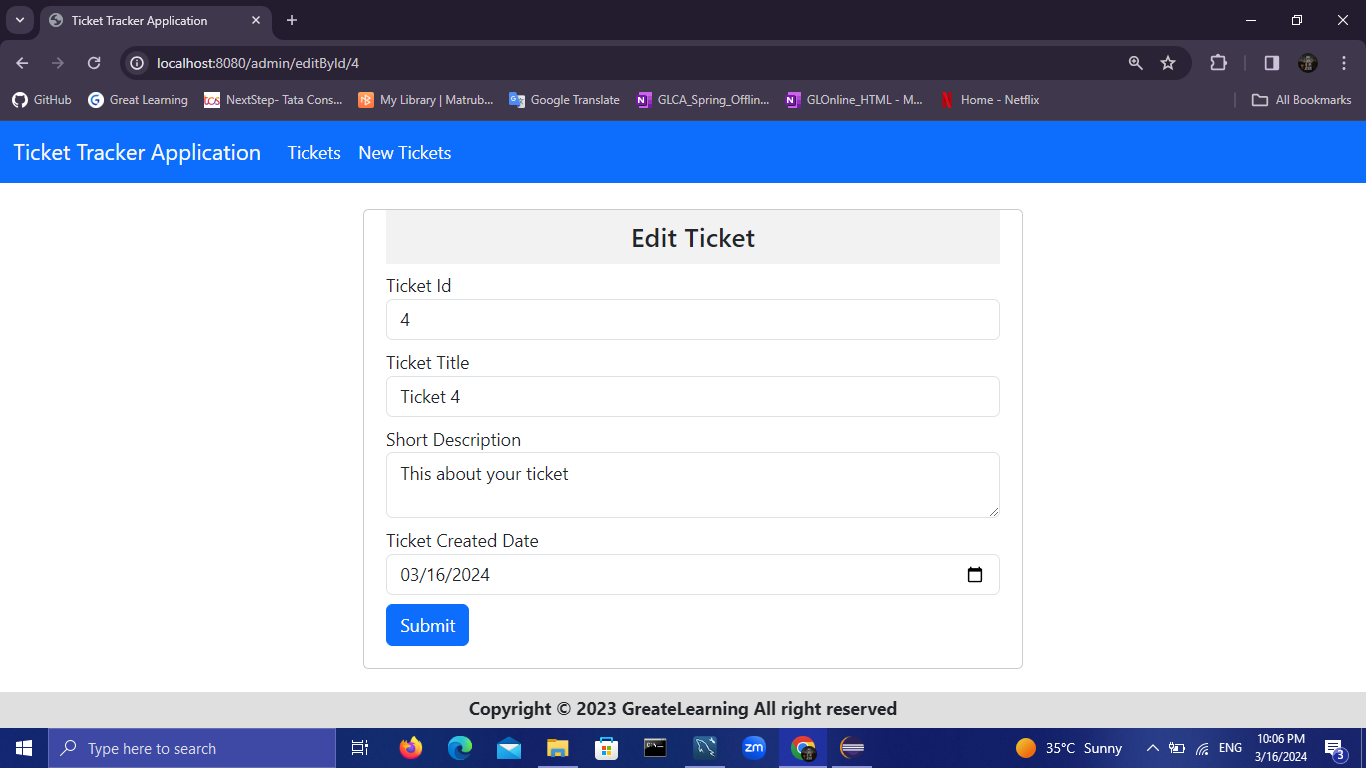 Ticket Tracker Application
localhost:8080/admin/editById/4
GitHub Great Learning NextStep- Tata Cons... My Library | Matrub... Google Translate GLCA_Spring_Offlin... GLOnline_HTML - M... Home - Netflix All Bookmarks
Ticket Tracker Application Tickets New Tickets
Edit Ticket
Ticket Id
4
Ticket Title
Ticket 4
Short Description
This about your ticket
Ticket Created Date
03/16/2024
Submit
Copyright © 2023 GreateLearning All right reserved
Type here to search
zm
35°C Sunny
ENG
10:06 PM
3/16/2024
3